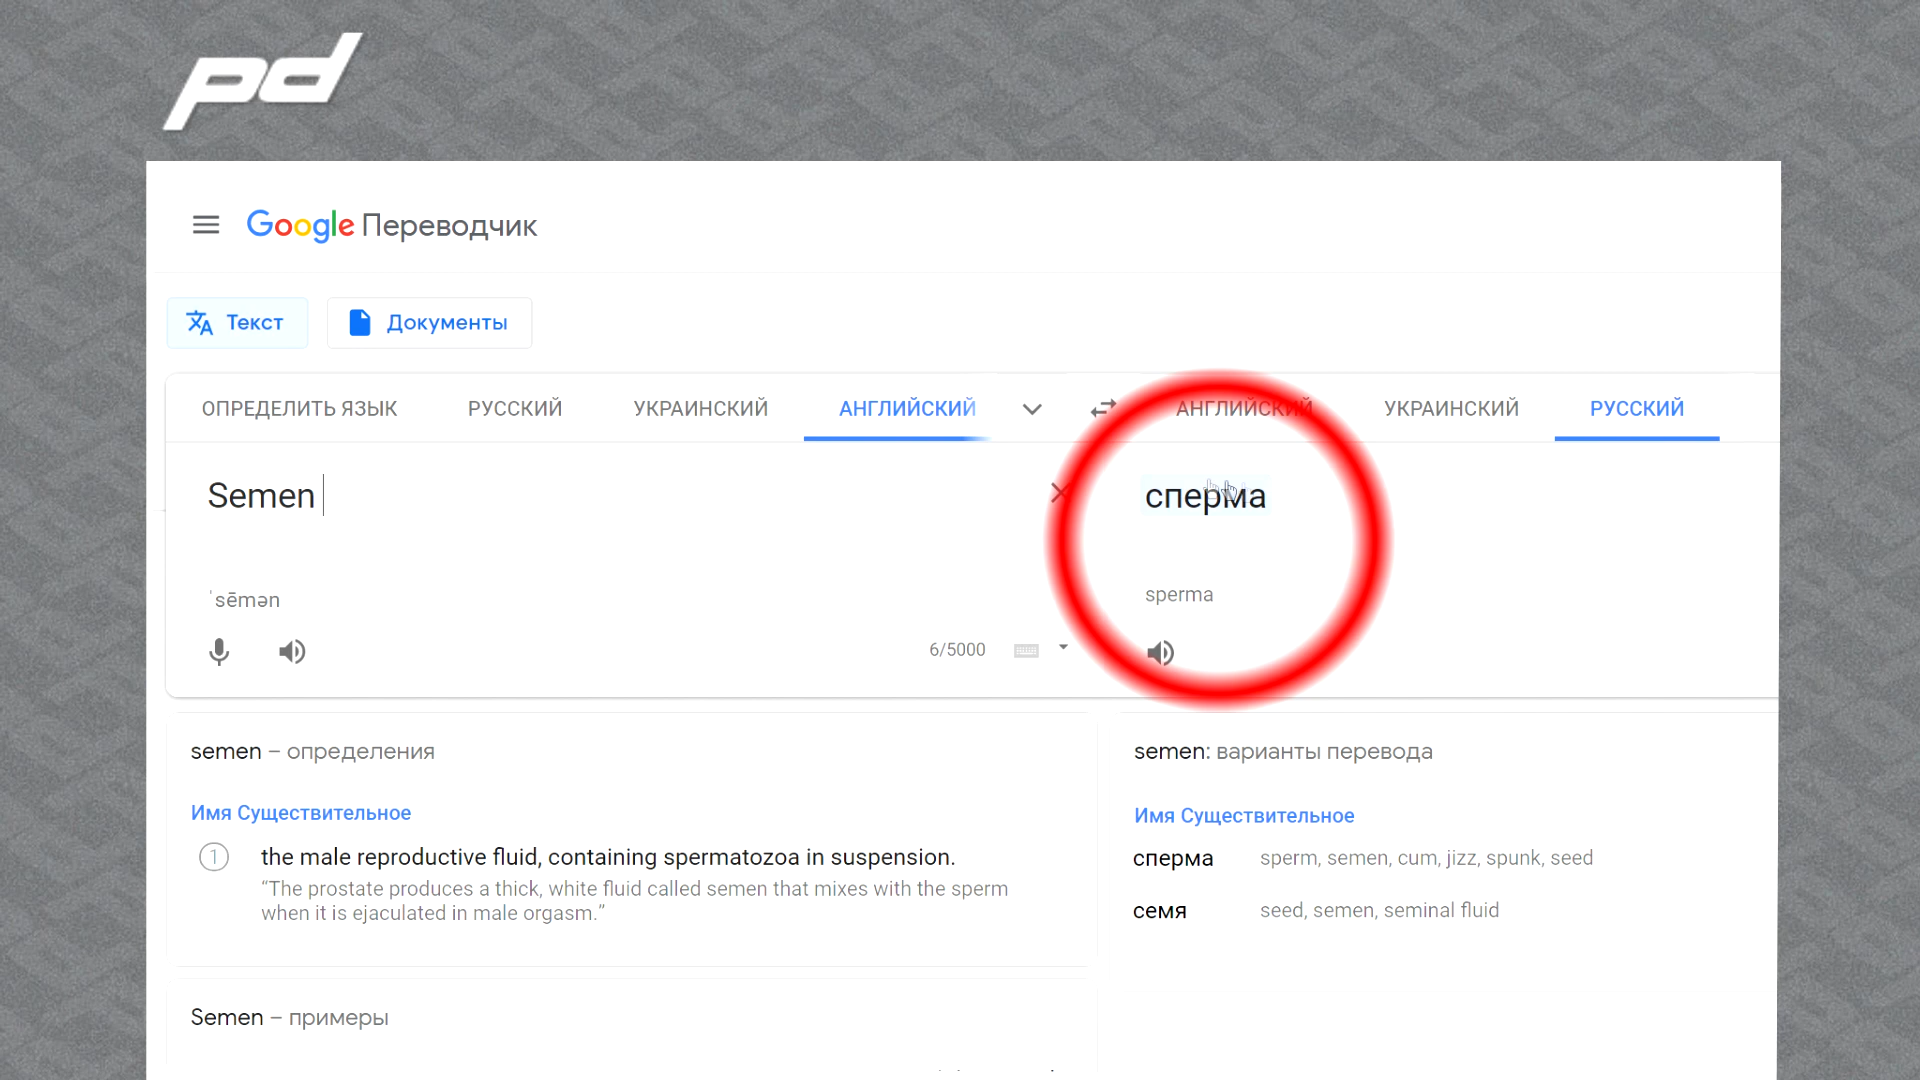 pd
Google Переводчик
Текст
Документы
ОПРЕДЕЛИТЬ ЯЗЫК РУССКИЙ УКРАИНСКИЙ АНГЛИЙСКИЙ
АНГЛИЙСКИЙ УКРАИНСКИЙ РУССКИЙ
Semen
сперма
ˈsēmən
sperma
6/5000
semen – определения
Имя Существительное
1 the male reproductive fluid, containing spermatozoa in suspension.
“The prostate produces a thick, white fluid called semen that mixes with the sperm
when it is ejaculated in male orgasm.”
Semen – примеры
semen: варианты перевода
Имя Существительное
сперма sperm, semen, cum, jizz, spunk, seed
семя seed, semen, seminal fluid